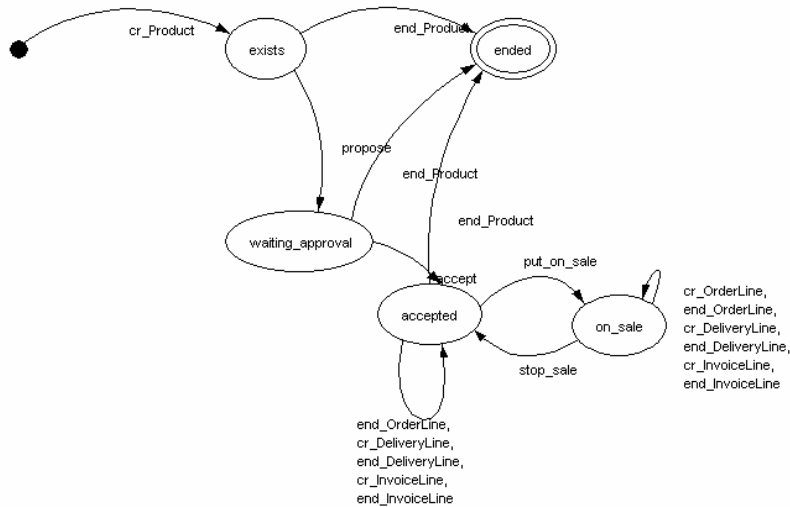 cr_Product
end_Product
exists
ended
propose
end_Product
end_Product
waiting_approval
put_on_sale
accept
accepted
on_sale
cr_OrderLine,
end_OrderLine,
cr_DeliveryLine,
end_DeliveryLine,
cr_InvoiceLine,
end_InvoiceLine
stop_sale
end_OrderLine,
cr_DeliveryLine,
end_DeliveryLine,
cr_InvoiceLine,
end_InvoiceLine